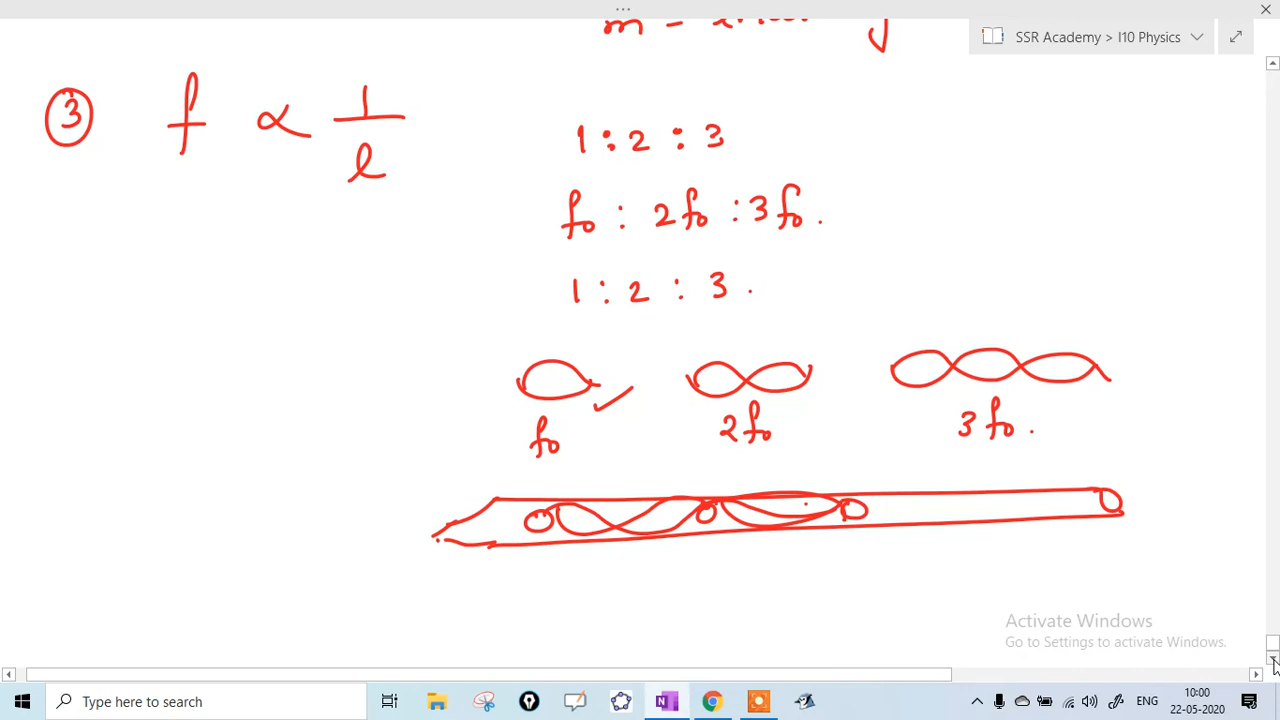 SSR Academy > I10 Physics
m -
③ f ∝ 1/l
1 : 2 : 3
f₀ : 2f₀ : 3f₀.
1 : 2 : 3.
f₀ 2f₀ 3f₀.
Activate Windows
Go to Settings to activate Windows.
Type here to search
ENG
10:00
22-05-2020